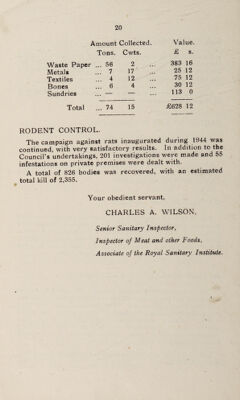 20
Amount Collected. Value.
Tons. Cwts. £ s.
Waste Paper ... 56 2 ... 383 16
Metals ... 7 17 ... 25 12
Textiles ... 4 12 ... 75 12
Bones ... 6 4 ... 30 12
Sundries ... — — ... 113 0
Total ... 74 15 £628 12
RODENT CONTROL.
The campaign against rats inaugurated during 1944 was
continued, with very satisfactory results. In addition to the
Council's undertakings, 201 investigations were made and 55
infestations on private premises were dealt with.
A total of 826 bodies was recovered, with an estimated
total kill of 2,355.
Your obedient servant,
CHARLES A. WILSON,
Senior Sanitary Inspector,
Inspector of Meat and other Foods,
Associate of the Royal Sanitary Institute.